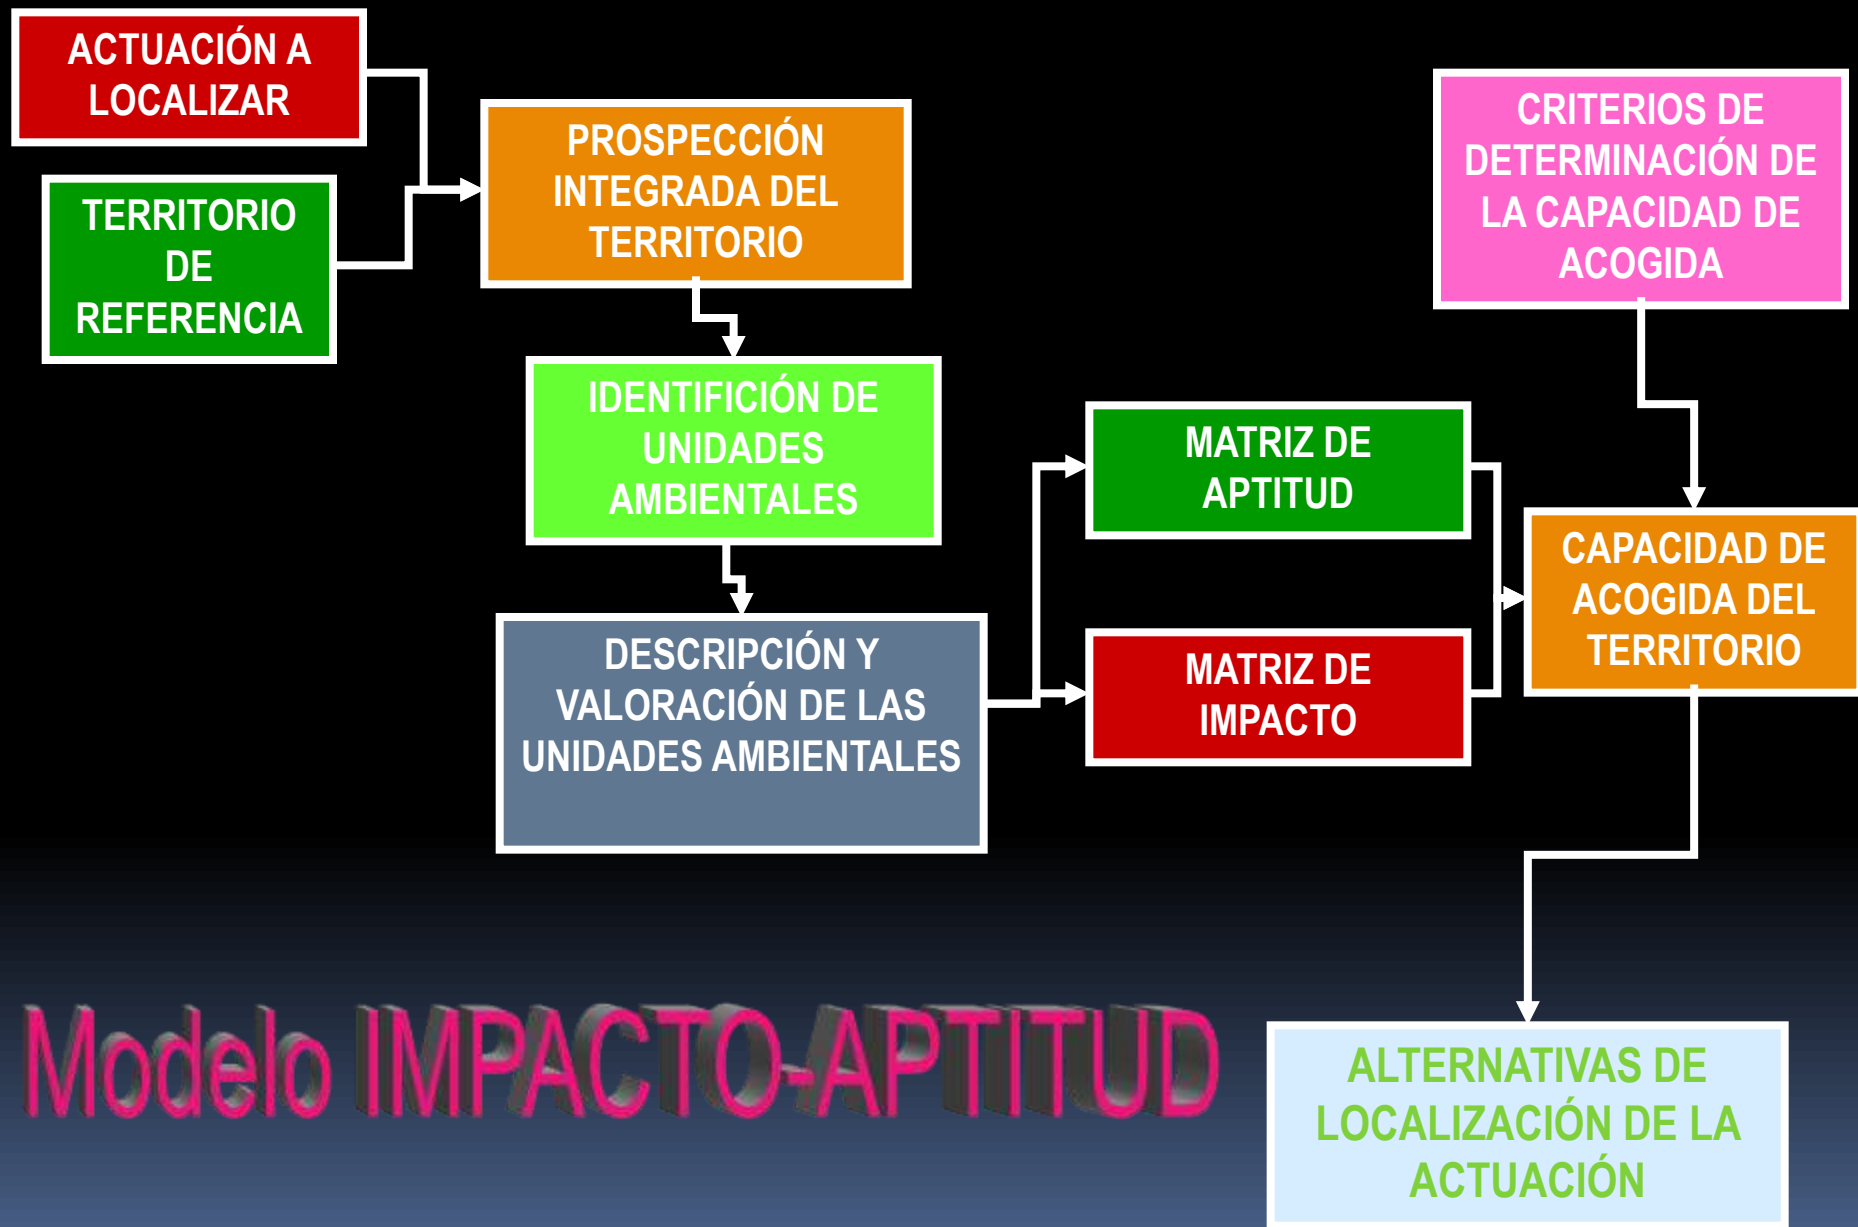 ACTUACIÓN A
LOCALIZAR
TERRITORIO
DE
REFERENCIA
PROSPECCIÓN
INTEGRADA DEL
TERRITORIO
IDENTIFICIÓN DE
UNIDADES
AMBIENTALES
DESCRIPCIÓN Y
VALORACIÓN DE LAS
UNIDADES AMBIENTALES
MATRIZ DE
APTITUD
MATRIZ DE
IMPACTO
CRITERIOS DE
DETERMINACIÓN DE
LA CAPACIDAD DE
ACOGIDA
CAPACIDAD DE
ACOGIDA DEL
TERRITORIO
ALTERNATIVAS DE
LOCALIZACIÓN DE LA
ACTUACIÓN
Modelo IMPACTO-APTITUD